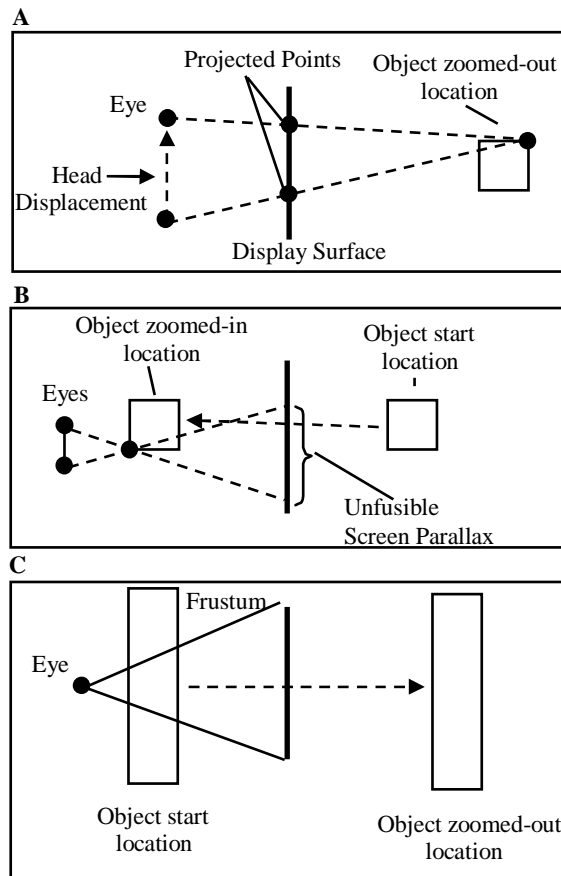 A
Projected Points
Object zoomed-out
location
Eye
Head
Displacement
Display Surface
B
Object zoomed-in
location
Object start
location
Eyes
Unfusible
Screen Parallax
C
Frustum
Eye
Object start
location
Object zoomed-out
location